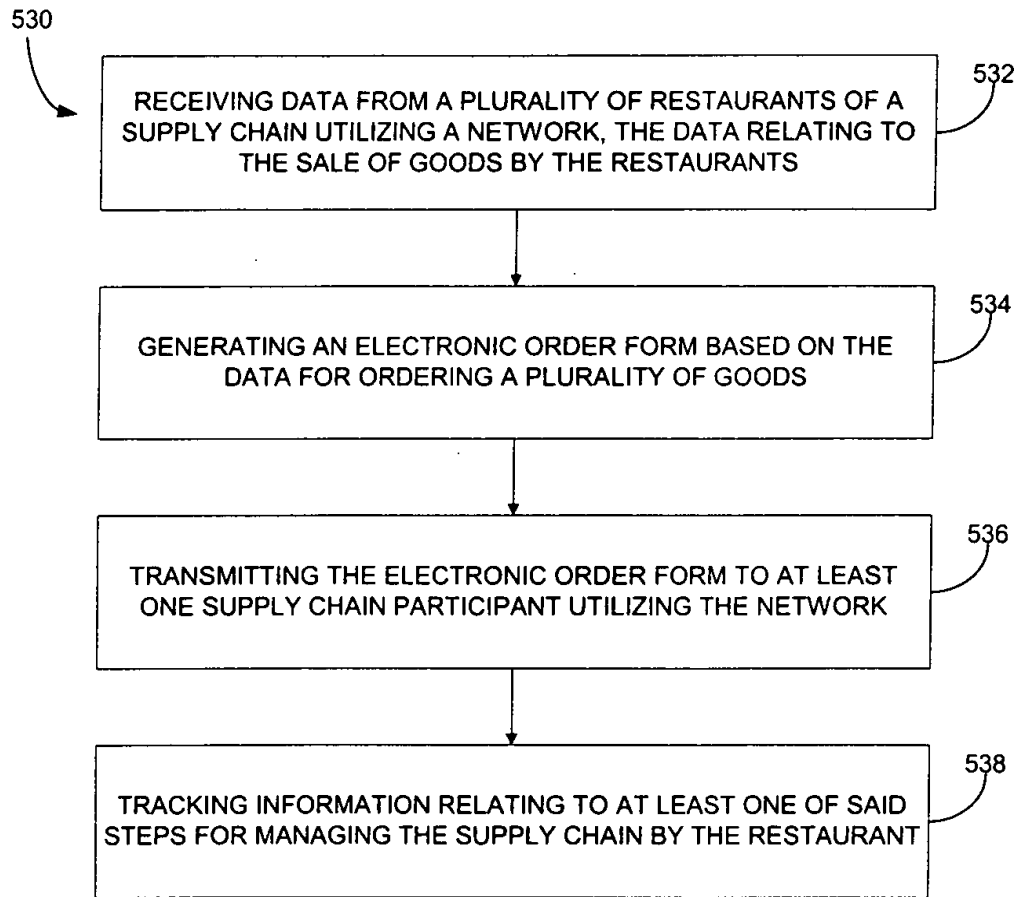 530
532
RECEIVING DATA FROM A PLURALITY OF RESTAURANTS OF A
SUPPLY CHAIN UTILIZING A NETWORK, THE DATA RELATING TO
THE SALE OF GOODS BY THE RESTAURANTS
534
GENERATING AN ELECTRONIC ORDER FORM BASED ON THE
DATA FOR ORDERING A PLURALITY OF GOODS
536
TRANSMITTING THE ELECTRONIC ORDER FORM TO AT LEAST
ONE SUPPLY CHAIN PARTICIPANT UTILIZING THE NETWORK
538
TRACKING INFORMATION RELATING TO AT LEAST ONE OF SAID
STEPS FOR MANAGING THE SUPPLY CHAIN BY THE RESTAURANT